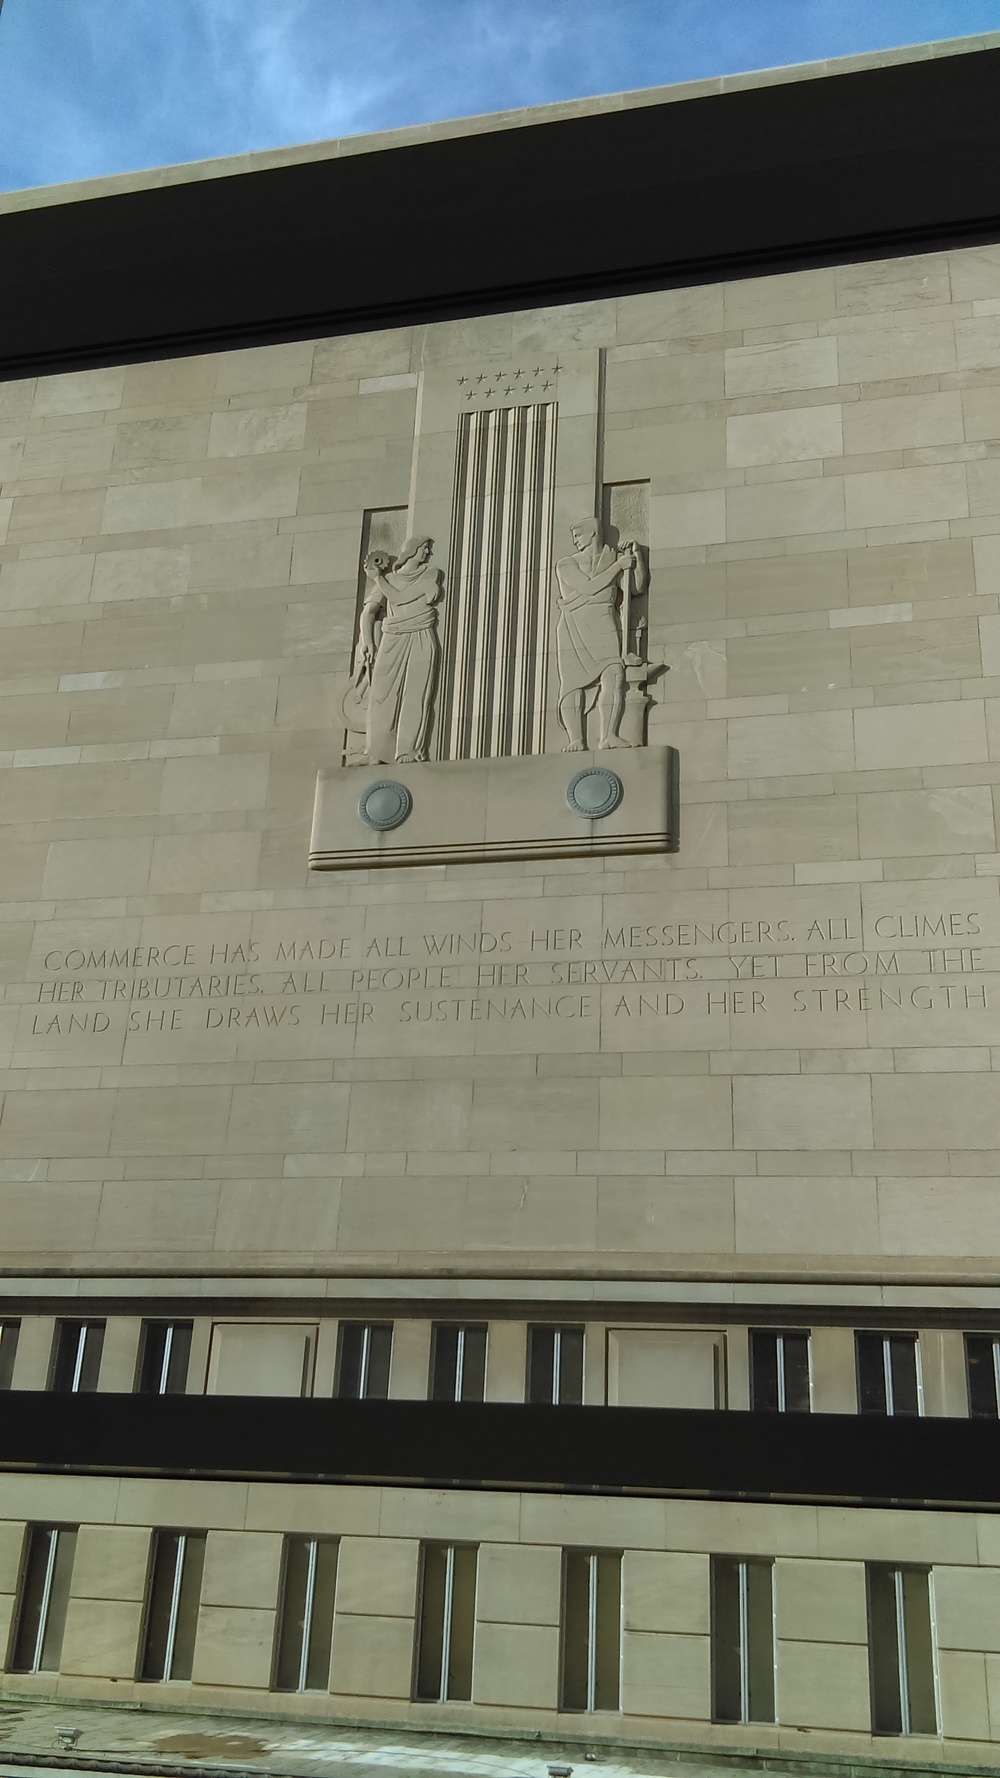 COMMERCE HAS MADE ALL WINDS HER MESSENGERS. ALL CLIMES
HER TRIBUTARIES. ALL PEOPLE HER SERVANTS. YET FROM THE
LAND SHE DRAWS HER SUSTENANCE AND HER STRENGTH